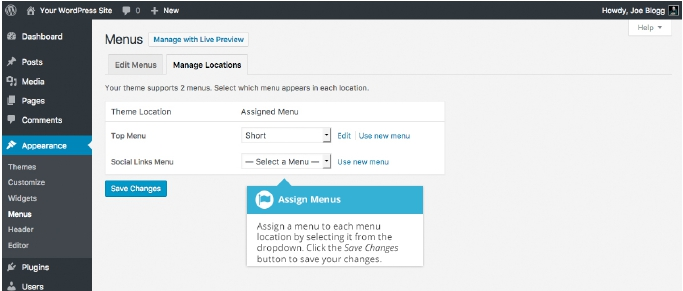 Your WordPress Site 0 + New Howdy, Joe Blogg
Help
Dashboard
Posts
Media
Pages
Comments
Appearance
Themes
Customize
Widgets
Menus
Header
Editor
Plugins
Users
Menus Manage with Live Preview
Edit Menus Manage Locations
Your theme supports 2 menus. Select which menu appears in each location.
Theme Location Assigned Menu
Top Menu Short Edit | Use new menu
Social Links Menu — Select a Menu — Use new menu
Save Changes
Assign Menus
Assign a menu to each menu
location by selecting it from the
dropdown. Click the Save Changes
button to save your changes.